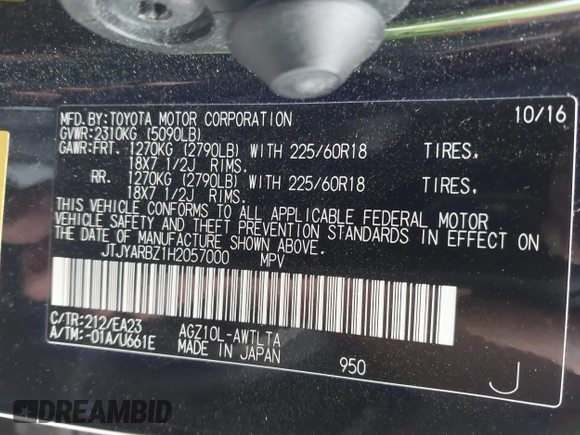 MFD.BY:TOYOTA MOTOR CORPORATION 10/16
GVWR:2310KG (5090LB)
GAWR:FRT. 1270KG (2790LB) WITH 225/60R18 TIRES.
18X7 1/2J RIMS.
RR. 1270KG (2790LB) WITH 225/60R18 TIRES.
18X7 1/2J RIMS.
THIS VEHICLE CONFORMS TO ALL APPLICABLE FEDERAL MOTOR
VEHICLE SAFETY AND THEFT PREVENTION STANDARDS IN EFFECT ON
THE DATE OF MANUFACTURE SHOWN ABOVE.
JTJYARBZ1H2057000 MPV
C/TR:212/EA23 AGZ10L-AWTLTA
A/TM:-01A/U661E MADE IN JAPAN 950 J
DREAMBID